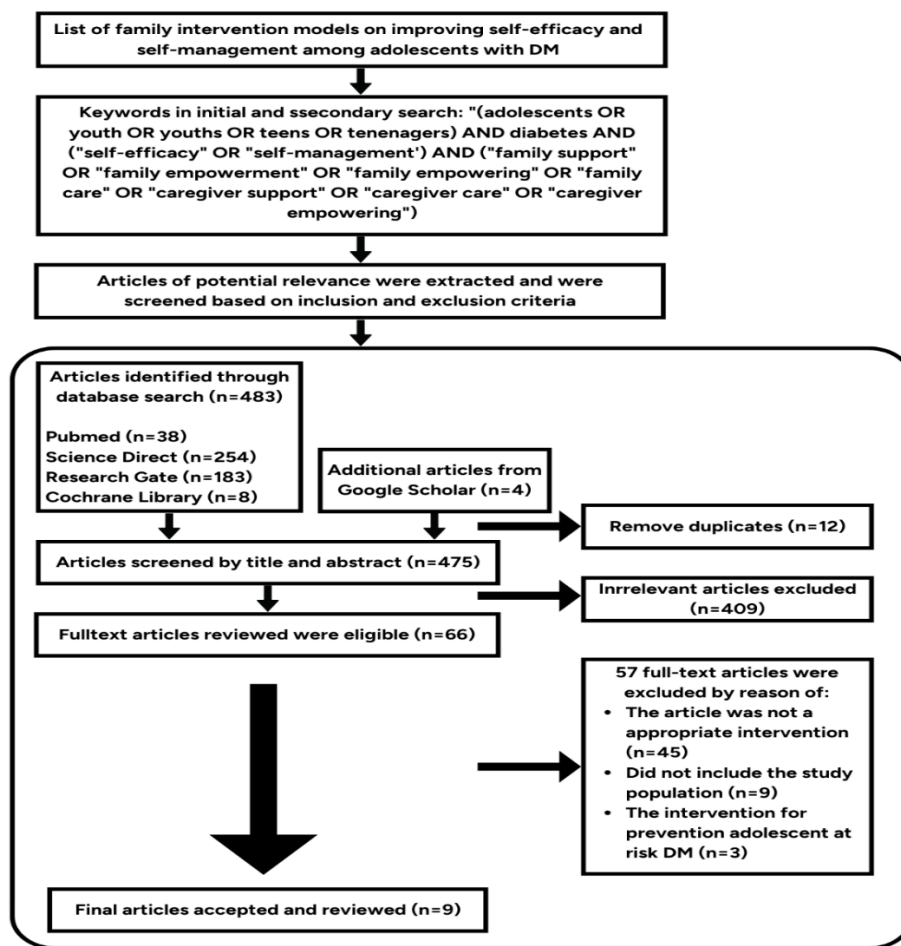 List of family intervention models on improving self-efficacy and
self-management among adolescents with DM
Keywords in initial and ssecondary search: "(adolescents OR
youth OR youths OR teens OR tenenagers) AND diabetes AND
("self-efficacy" OR "self-management') AND ("family support"
OR "family empowerment" OR "family empowering" OR "family
care" OR "caregiver support" OR "caregiver care" OR "caregiver
empowering")
Articles of potential relevance were extracted and were
screened based on inclusion and exclusion criteria
Articles identified through
database search (n=483)
Pubmed (n=38)
Science Direct (n=254)
Research Gate (n=183)
Cochrane Library (n=8)
Additional articles from
Google Scholar (n=4)
Remove duplicates (n=12)
Articles screened by title and abstract (n=475)
Inrrelevant articles excluded
(n=409)
Fulltext articles reviewed were eligible (n=66)
57 full-text articles were
excluded by reason of:
• The article was not a
appropriate intervention
(n=45)
• Did not include the study
population (n=9)
• The intervention for
prevention adolescent at
risk DM (n=3)
Final articles accepted and reviewed (n=9)